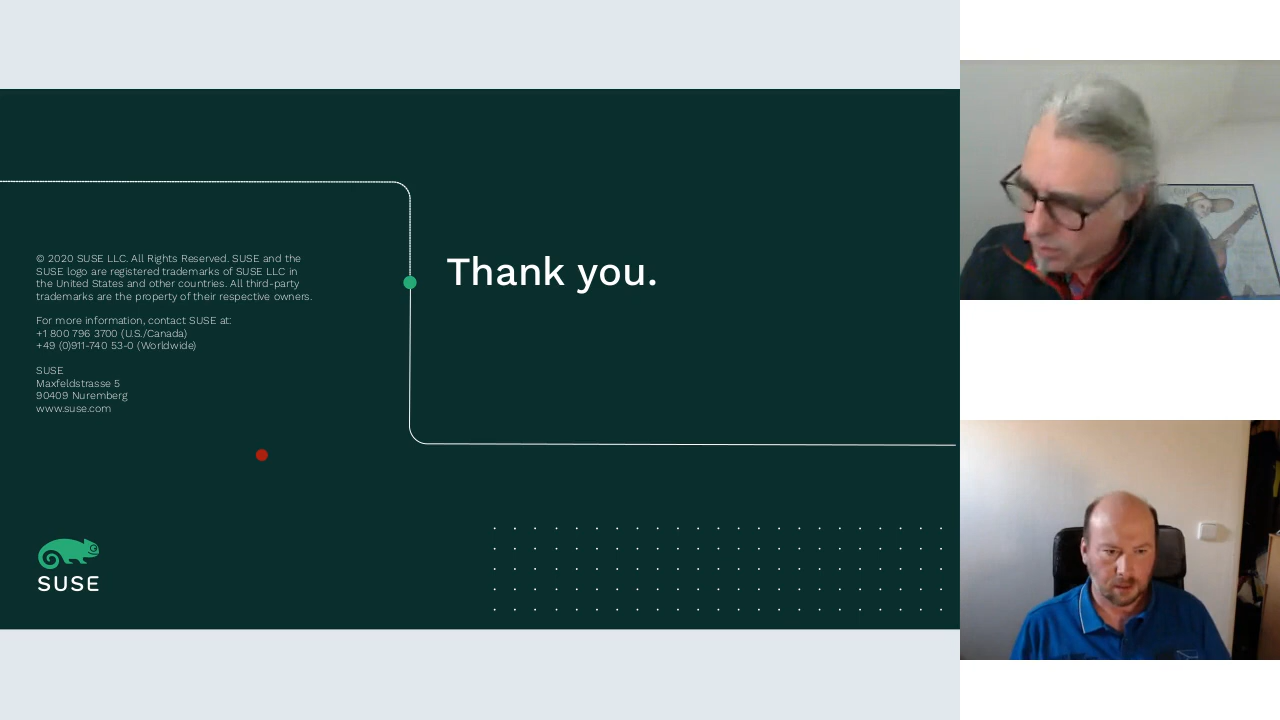 © 2020 SUSE LLC. All Rights Reserved. SUSE and the
SUSE logo are registered trademarks of SUSE LLC in
the United States and other countries. All third-party
trademarks are the property of their respective owners.
For more information, contact SUSE at:
+1 800 796 3700 (U.S./Canada)
+49 (0)911-740 53-0 (Worldwide)
SUSE
Maxfeldstrasse 5
90409 Nuremberg
www.suse.com
Thank you.
SUSE